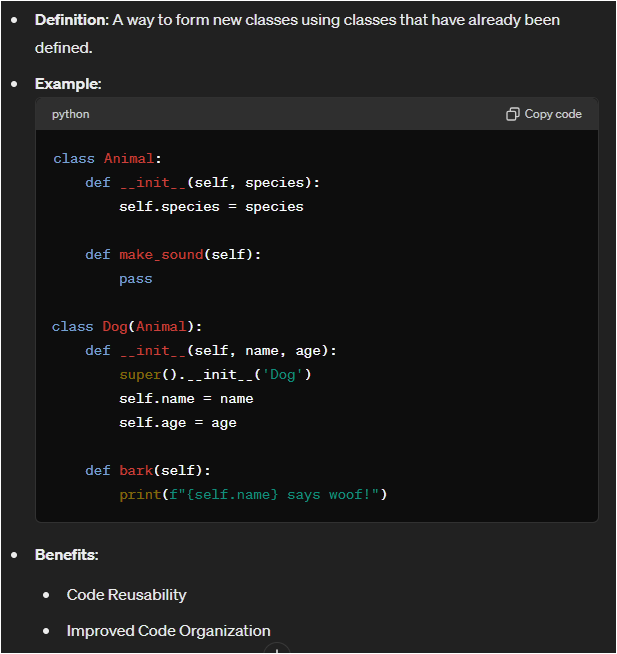 Definition: A way to form new classes using classes that have already been
defined.
Example:
python Copy code
class Animal:
    def __init__(self, species):
        self.species = species
    def make_sound(self):
        pass
class Dog(Animal):
    def __init__(self, name, age):
        super().__init__('Dog')
        self.name = name
        self.age = age
    def bark(self):
        print(f"{self.name} says woof!")
Benefits:
Code Reusability
Improved Code Organization